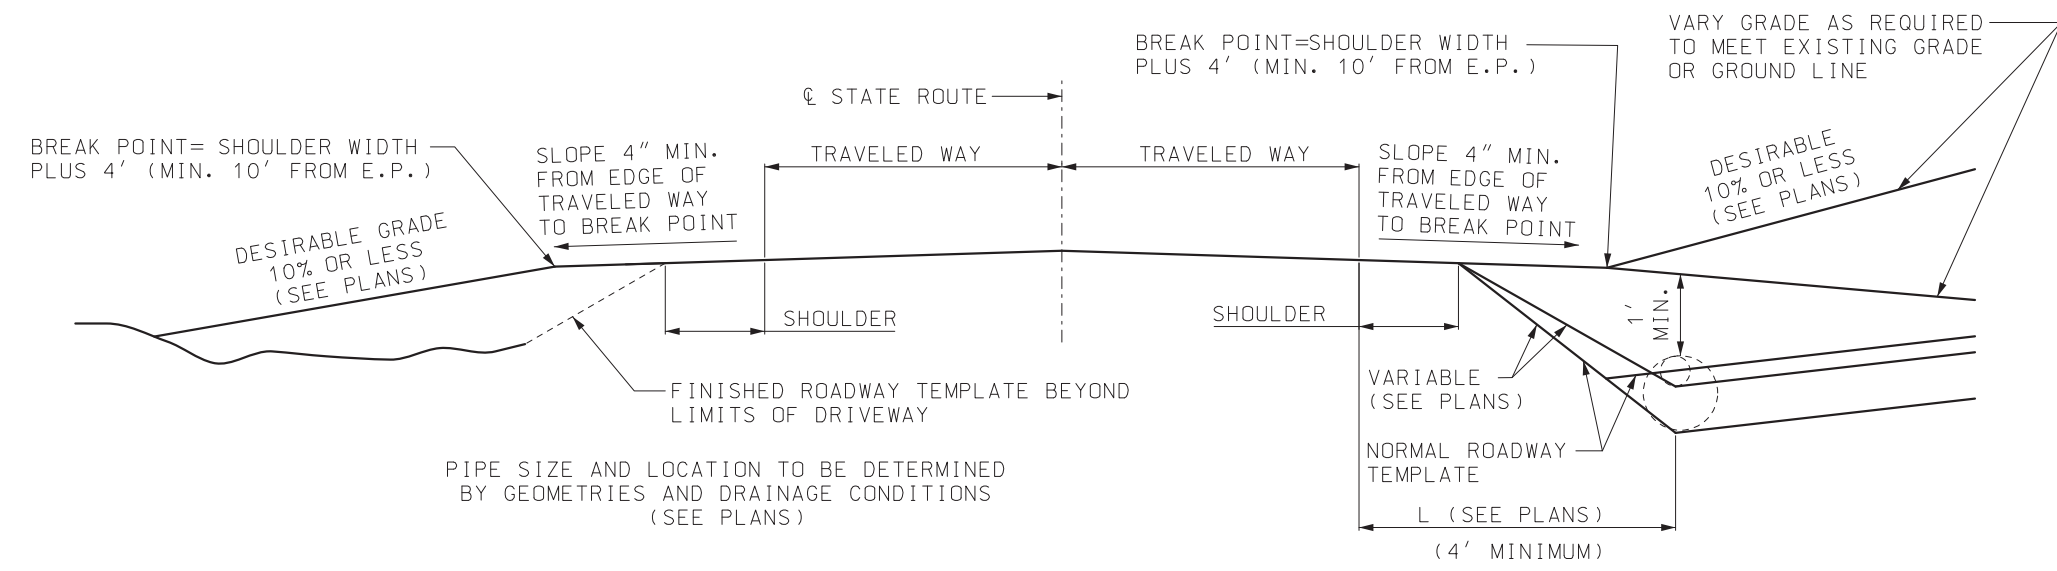 VARY GRADE AS REQUIRED
TO MEET EXISTING GRADE
OR GROUND LINE
BREAK POINT=SHOULDER WIDTH
PLUS 4' (MIN. 10' FROM E.P.)
℄ STATE ROUTE
BREAK POINT= SHOULDER WIDTH
PLUS 4' (MIN. 10' FROM E.P.)
SLOPE 4" MIN.
FROM EDGE OF
TRAVELED WAY
TO BREAK POINT
TRAVELED WAY
TRAVELED WAY
SLOPE 4" MIN.
FROM EDGE OF
TRAVELED WAY
TO BREAK POINT
DESIRABLE
10% OR LESS
(SEE PLANS)
DESIRABLE GRADE
10% OR LESS
(SEE PLANS)
SHOULDER
SHOULDER
1'
MIN.
FINISHED ROADWAY TEMPLATE BEYOND
LIMITS OF DRIVEWAY
VARIABLE
(SEE PLANS)
NORMAL ROADWAY
TEMPLATE
PIPE SIZE AND LOCATION TO BE DETERMINED
BY GEOMETRIES AND DRAINAGE CONDITIONS
(SEE PLANS)
L (SEE PLANS)
(4' MINIMUM)